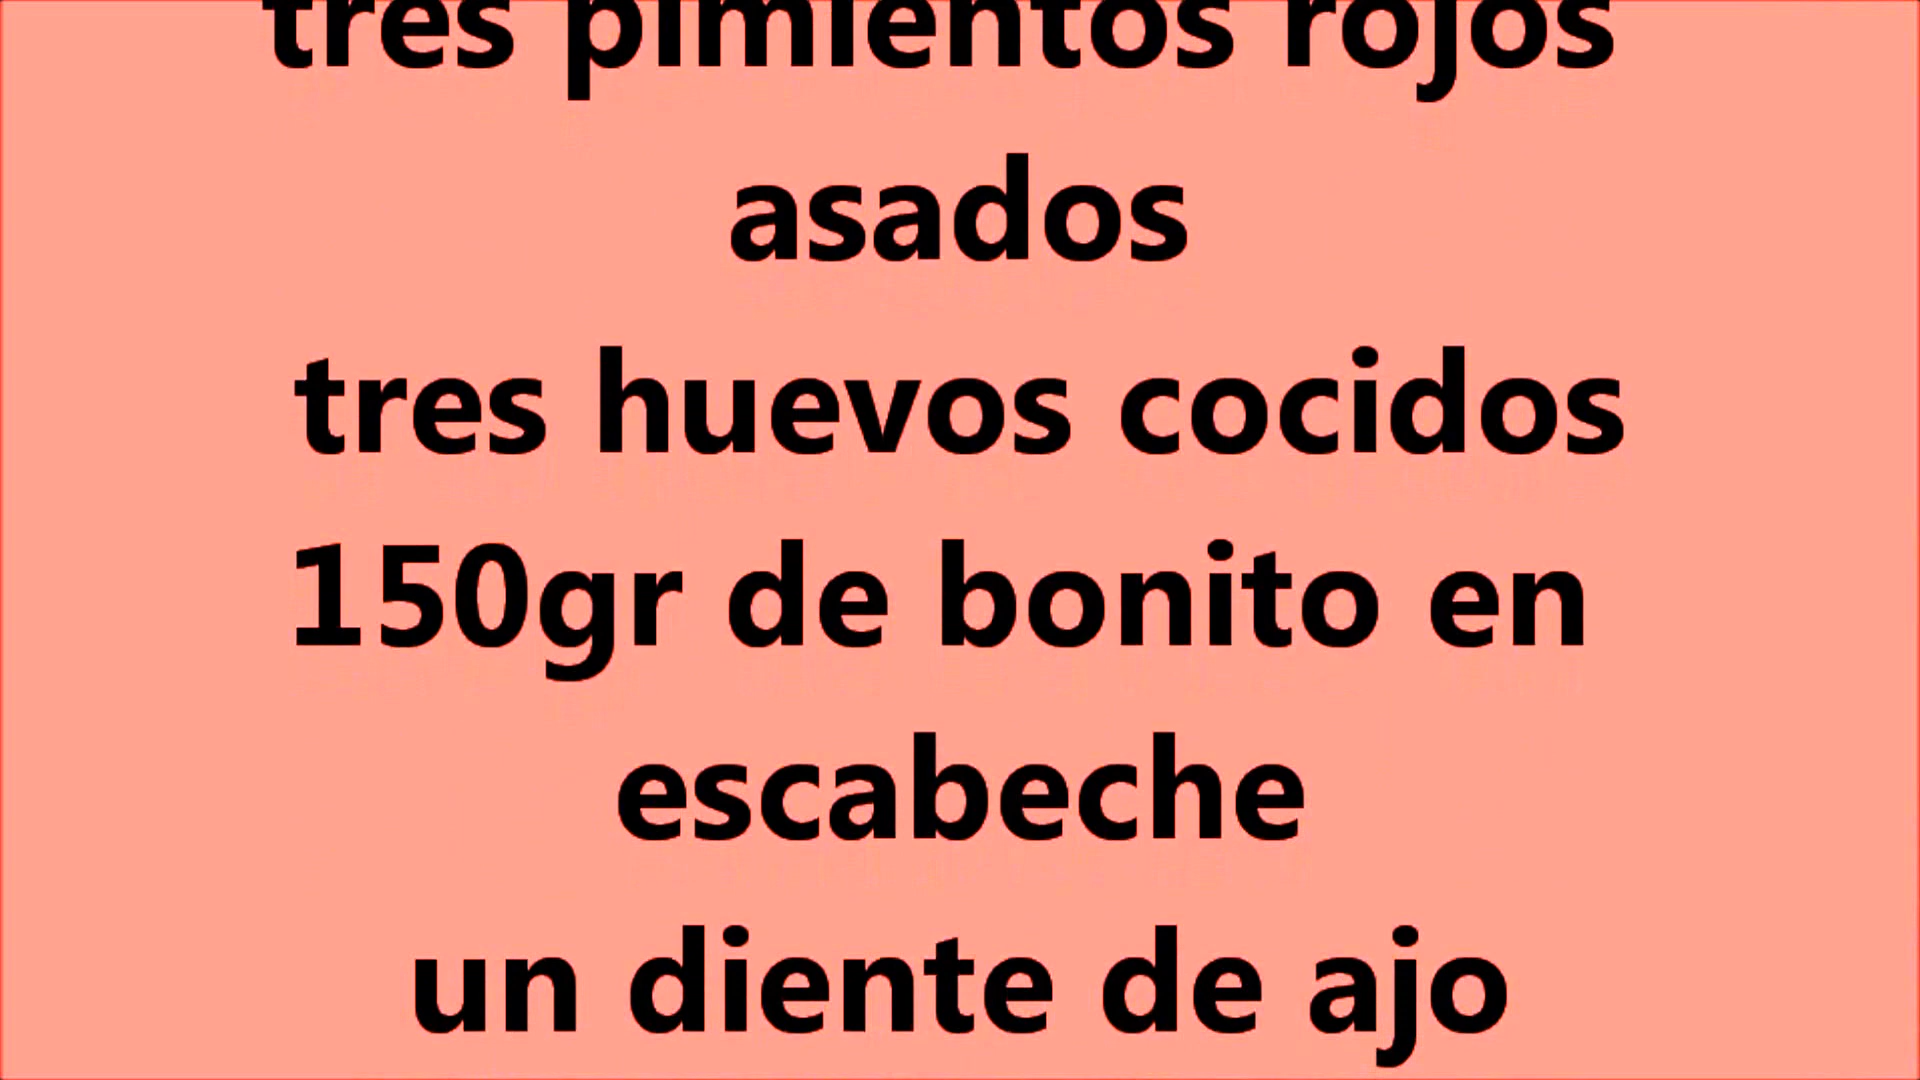 tres pimientos rojos
asados
tres huevos cocidos
150gr de bonito en
escabeche
un diente de ajo